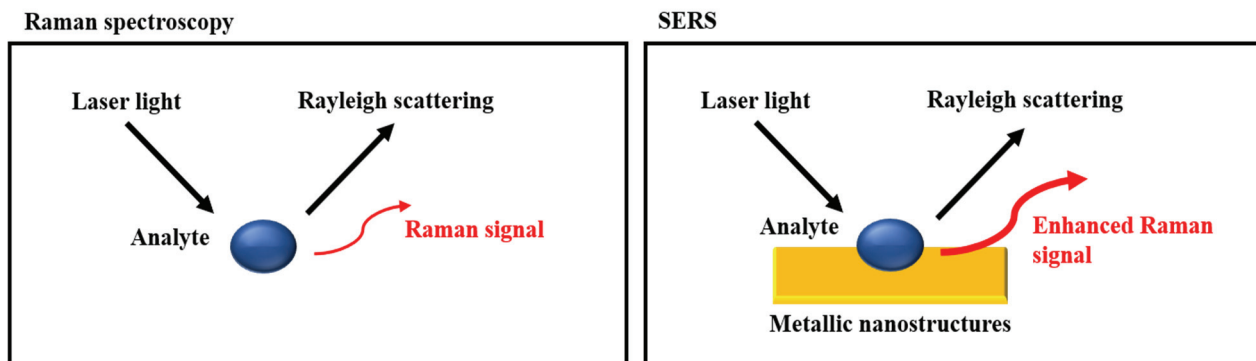 Raman spectroscopy
Laser light
Rayleigh scattering
Analyte
Raman signal
SERS
Laser light
Rayleigh scattering
Analyte
Enhanced Raman
signal
Metallic nanostructures